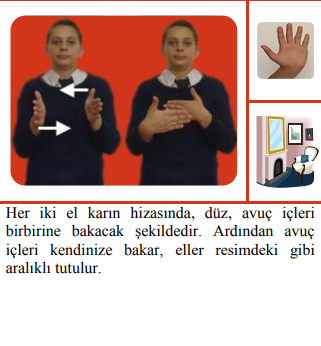 Her iki el karın hizasında, düz, avuç içleri
birbirine bakacak şekildedir. Ardından avuç
içleri kendinize bakar, eller resimdeki gibi
aralıklı tutulur.